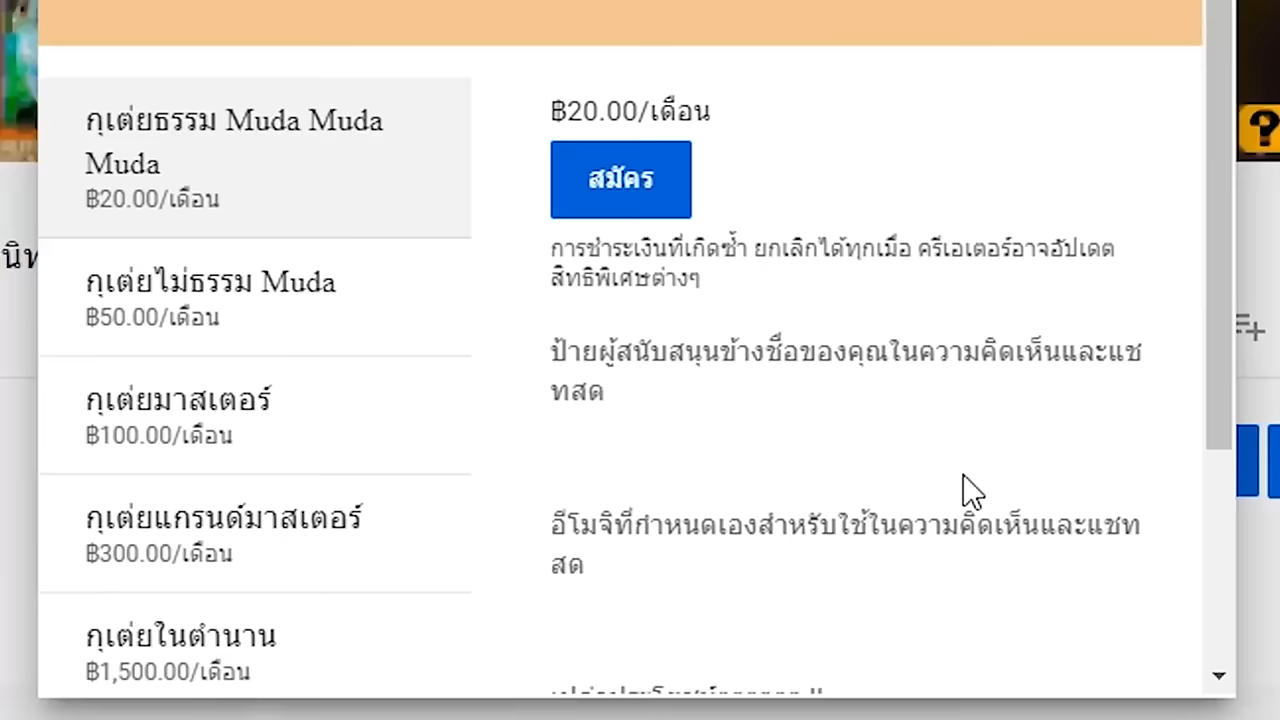 กุเต่ยธรรม Muda Muda
Muda
฿20.00/เดือน
กุเต่ยไม่ธรรม Muda
฿50.00/เดือน
กุเต่ยมาสเตอร์
฿100.00/เดือน
กุเต่ยแกรนด์มาสเตอร์
฿300.00/เดือน
กุเต่ยในตำนาน
฿1,500.00/เดือน
฿20.00/เดือน
สมัคร
การชำระเงินที่เกิดซ้ำ ยกเลิกได้ทุกเมื่อ ครีเอเตอร์อาจอัปเดต
สิทธิพิเศษต่างๆ
ป้ายผู้สนับสนุนข้างชื่อของคุณในความคิดเห็นและแช
ทสด
อีโมจิที่กำหนดเองสำหรับใช้ในความคิดเห็นและแชท
สด